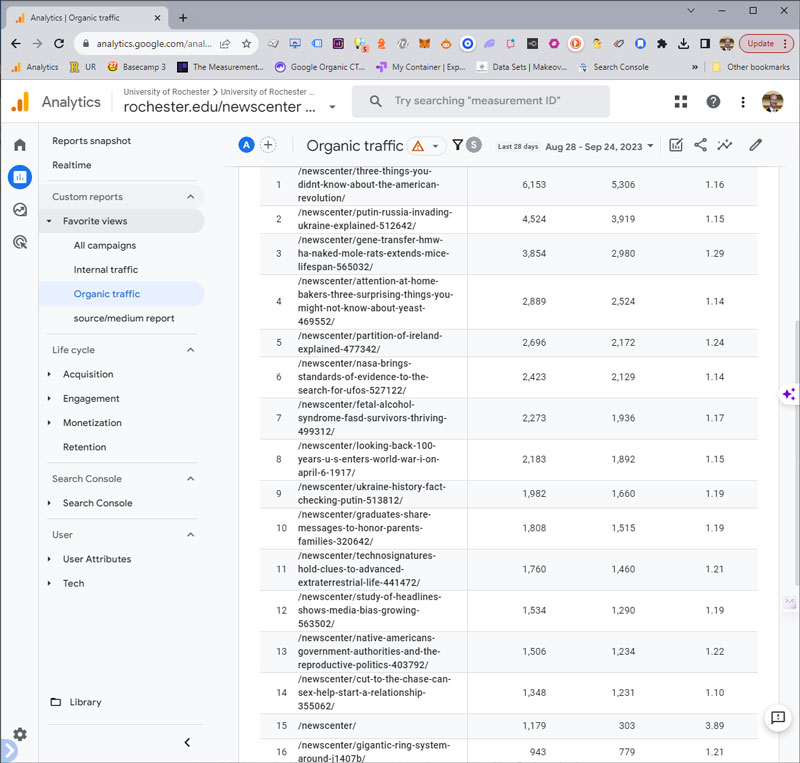 Analytics | Organic traffic
analytics.google.com/anal...
Update
Analytics
UR
Basecamp 3
The Measurement...
Google Organic CT...
My Container | Exp...
Data Sets | Makeov...
Search Console
»
Other bookmarks
Analytics
University of Rochester > University of Rochester ...
rochester.edu/newscenter ...
Try searching "measurement ID"
Reports snapshot
Realtime
Custom reports
Favorite views
All campaigns
Internal traffic
Organic traffic
source/medium report
Life cycle
Acquisition
Engagement
Monetization
Retention
Search Console
Search Console
User
User Attributes
Tech
Library
A
Organic traffic
S
Last 28 days Aug 28 - Sep 24, 2023
1 /newscenter/three-things-you-
didnt-know-about-the-american-
revolution/ 6,153 5,306 1.16
2 /newscenter/putin-russia-invading-
ukraine-explained-512642/ 4,524 3,919 1.15
3 /newscenter/gene-transfer-hmw-
ha-naked-mole-rats-extends-mice-
lifespan-565032/ 3,854 2,980 1.29
4 /newscenter/attention-at-home-
bakers-three-surprising-things-you-
might-not-know-about-yeast-
469552/ 2,889 2,524 1.14
5 /newscenter/partition-of-ireland-
explained-477342/ 2,696 2,172 1.24
6 /newscenter/nasa-brings-
standards-of-evidence-to-the-
search-for-ufos-527122/ 2,423 2,129 1.14
7 /newscenter/fetal-alcohol-
syndrome-fasd-survivors-thriving-
499312/ 2,273 1,936 1.17
8 /newscenter/looking-back-100-
years-u-s-enters-world-war-i-on-
april-6-1917/ 2,183 1,892 1.15
9 /newscenter/ukraine-history-fact-
checking-putin-513812/ 1,982 1,660 1.19
10 /newscenter/graduates-share-
messages-to-honor-parents-
families-320642/ 1,808 1,515 1.19
11 /newscenter/technosignatures-
hold-clues-to-advanced-
extraterrestrial-life-441472/ 1,760 1,460 1.21
12 /newscenter/study-of-headlines-
shows-media-bias-growing-
563502/ 1,534 1,290 1.19
13 /newscenter/native-americans-
government-authorities-and-the-
reproductive-politics-403792/ 1,506 1,234 1.22
14 /newscenter/cut-to-the-chase-can-
sex-help-start-a-relationship-
355062/ 1,348 1,231 1.10
15 /newscenter/ 1,179 303 3.89
16 /newscenter/gigantic-ring-system-
around-j1407b/ 943 779 1.21